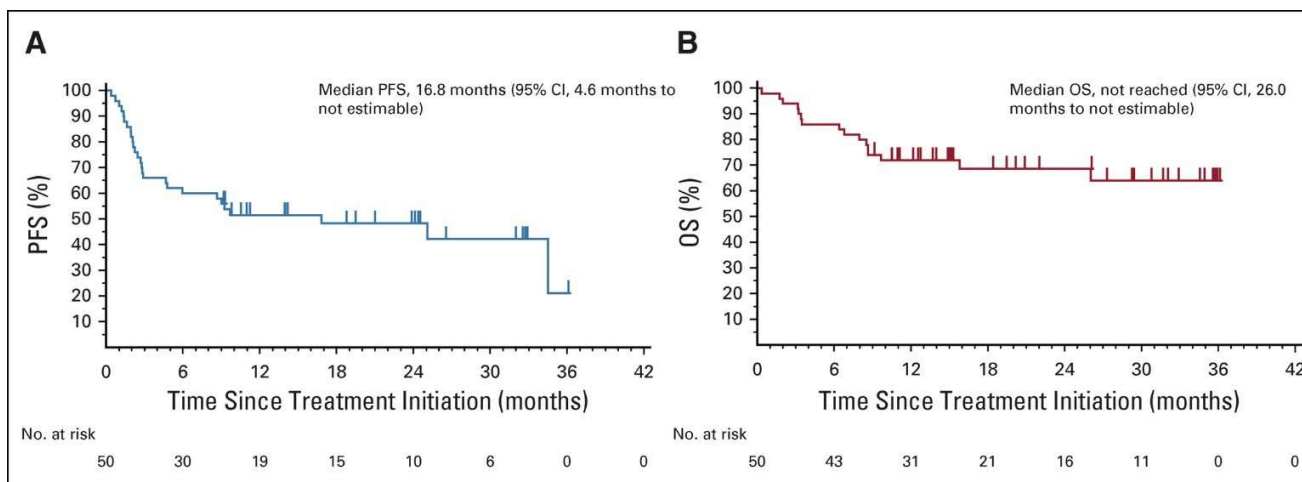 A
Median PFS, 16.8 months (95% CI, 4.6 months to
not estimable)
PFS (%)
100
90
80
70
60
50
40
30
20
10
0 6 12 18 24 30 36 42
Time Since Treatment Initiation (months)
No. at risk
50 30 19 15 10 6 0 0
B
Median OS, not reached (95% CI, 26.0
months to not estimable)
OS (%)
100
90
80
70
60
50
40
30
20
10
0 6 12 18 24 30 36 42
Time Since Treatment Initiation (months)
No. at risk
50 43 31 21 16 11 0 0